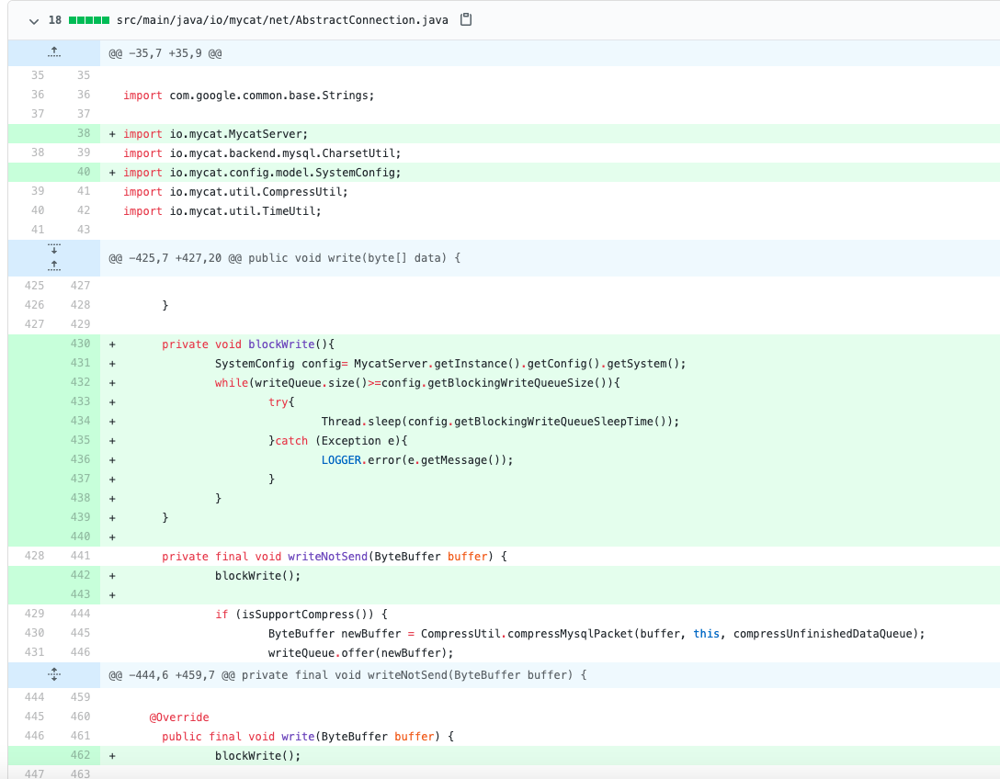 18 src/main/java/io/mycat/net/AbstractConnection.java
@@ -35,7 +35,9 @@
35 35
36 36 import com.google.common.base.Strings;
37 37
38 + import io.mycat.MycatServer;
38 39 import io.mycat.backend.mysql.CharsetUtil;
40 + import io.mycat.config.model.SystemConfig;
39 41 import io.mycat.util.CompressUtil;
40 42 import io.mycat.util.TimeUtil;
41 43
@@ -425,7 +427,20 @@ public void write(byte[] data) {
425 427
426 428 }
427 429
430 + private void blockWrite(){
431 + SystemConfig config= MycatServer.getInstance().getConfig().getSystem();
432 + while(writeQueue.size()>=config.getBlockingWriteQueueSize()){
433 + try{
434 + Thread.sleep(config.getBlockingWriteQueueSleepTime());
435 + }catch (Exception e){
436 + LOGGER.error(e.getMessage());
437 + }
438 + }
439 + }
440 +
428 441 private final void writeNotSend(ByteBuffer buffer) {
442 + blockWrite();
443 +
429 444 if (isSupportCompress()) {
430 445 ByteBuffer newBuffer = CompressUtil.compressMysqlPacket(buffer, this, compressUnfinishedDataQueue);
431 446 writeQueue.offer(newBuffer);
@@ -444,6 +459,7 @@ private final void writeNotSend(ByteBuffer buffer) {
444 459
445 460 @Override
446 461 public final void write(ByteBuffer buffer) {
462 + blockWrite();
447 463